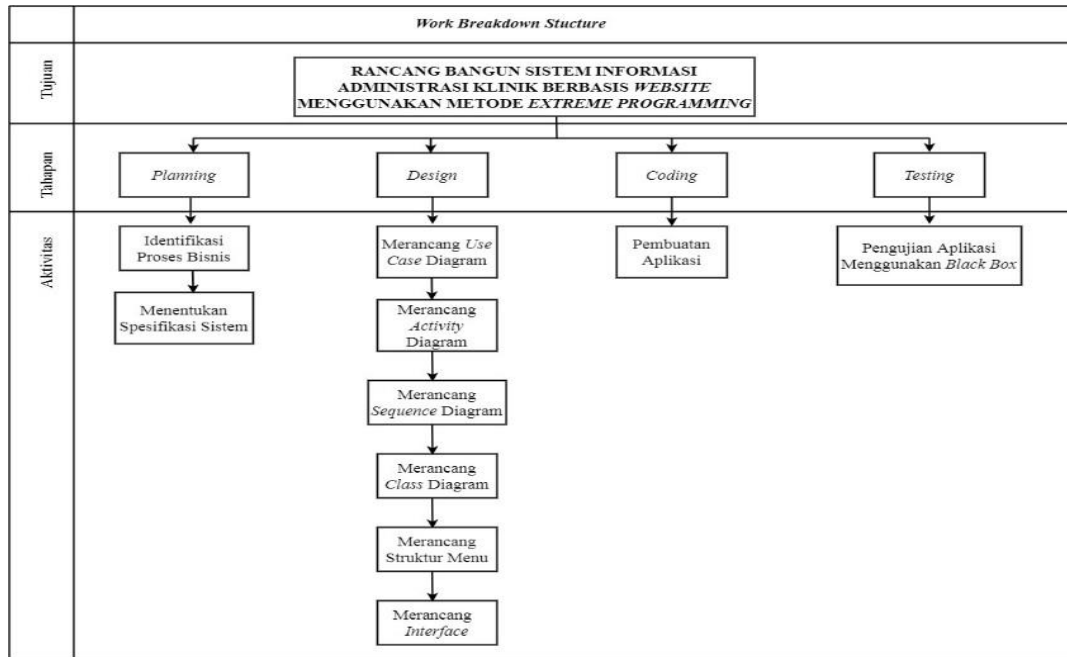 Work Breakdown Stucture
Tujuan
RANCANG BANGUN SISTEM INFORMASI
ADMINISTRASI KLINIK BERBASIS WEBSITE
MENGGUNAKAN METODE EXTREME PROGRAMMING
Tahapan
Planning
Design
Coding
Testing
Aktivitas
Identifikasi
Proses Bisnis
Menentukan
Spesifikasi Sistem
Merancang Use
Case Diagram
Merancang
Activity
Diagram
Merancang
Sequence Diagram
Merancang
Class Diagram
Merancang
Struktur Menu
Merancang
Interface
Pembuatan
Aplikasi
Pengujian Aplikasi
Menggunakan Black Box